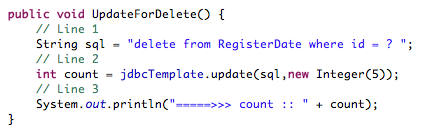 public void UpdateForDelete() {
// Line 1
String sql = "delete from RegisterDate where id = ? ";
// Line 2
int count = jdbcTemplate.update(sql,new Integer(5));
// Line 3
System.out.println("=====>>> count :: " + count);
}